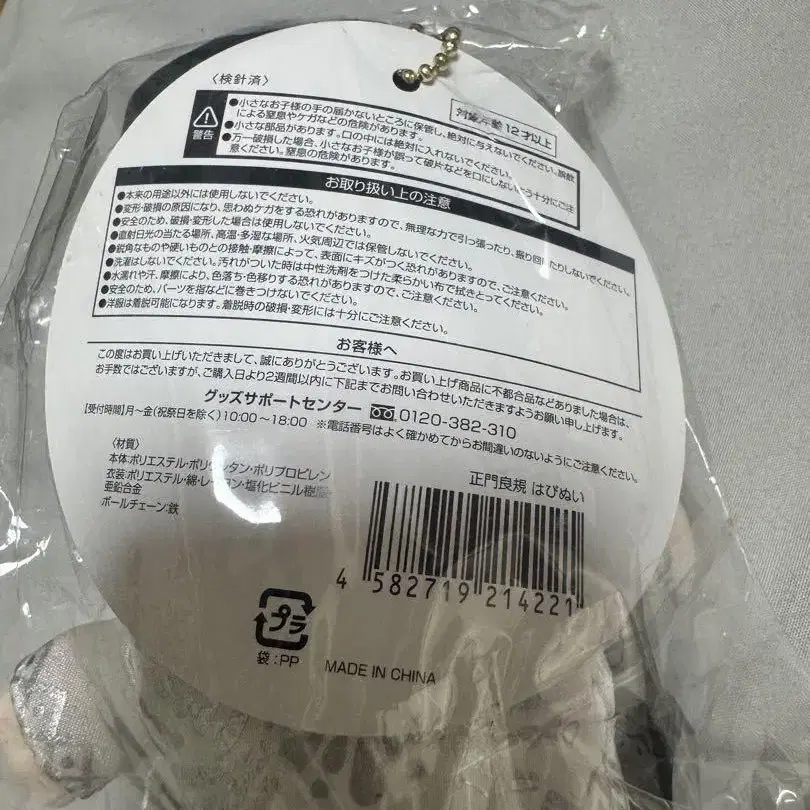 〈検針済〉
対象年齢 12才以上
警告
●小さなお子様の手の届かないところに保管し、絶対に与えないでください。誤飲
による窒息やケガなどの危険があります。
●小さな部品があります。口の中には絶対に入れないでください。
●万一破損した場合、小さなお子様が誤って破片などを口にしないよう十分にご注
意ください。窒息の危険があります。
お取り扱い上の注意
●本来の用途以外には使用しないでください。
●変形・破損の原因になり、思わぬケガをする恐れがありますので、無理な力で引っ張ったり、振り回したりしないでください。
●安全のため、破損・変形した場合は使用しないでください。
●直射日光の当たる場所、高温・多湿な場所、火気周辺では保管しないでください。
●鋭角なものや硬いものとの接触・摩擦によって、表面にキズがつく恐れがありますので、ご注意ください。
●洗濯はしないでください。汚れがついた時は中性洗剤をつけた柔らかい布で拭きとってください。
●水濡れや汗、摩擦により、色落ち・色移りする恐れがありますので、ご注意ください。
●安全のため、パーツを指などに巻きつけないでください。
●洋服は着脱可能になります。着脱時の破損・変形には十分にご注意ください。
お客様へ
この度はお買い上げいただきまして、誠にありがとうございます。お買い上げ商品に不都合品などありました場合は、
お手数ではございますが、ご購入日より2週間以内に下記までお問い合わせいただきますようお願い申し上げます。
グッズサポートセンター 0120-382-310
【受付時間】月～金(祝祭日を除く)10:00～18:00 ※電話番号はよく確かめてからお間違いのないようにご注意ください。
〈材質〉
本体:ポリエステル・ポリウレタン・ポリプロピレン
衣装:ポリエステル・綿・レーヨン・塩化ビニル樹脂・
亜鉛合金
ボールチェーン:鉄
正門良規 はぴぬい
4 582719 214221
プラ
袋:PP
MADE IN CHINA